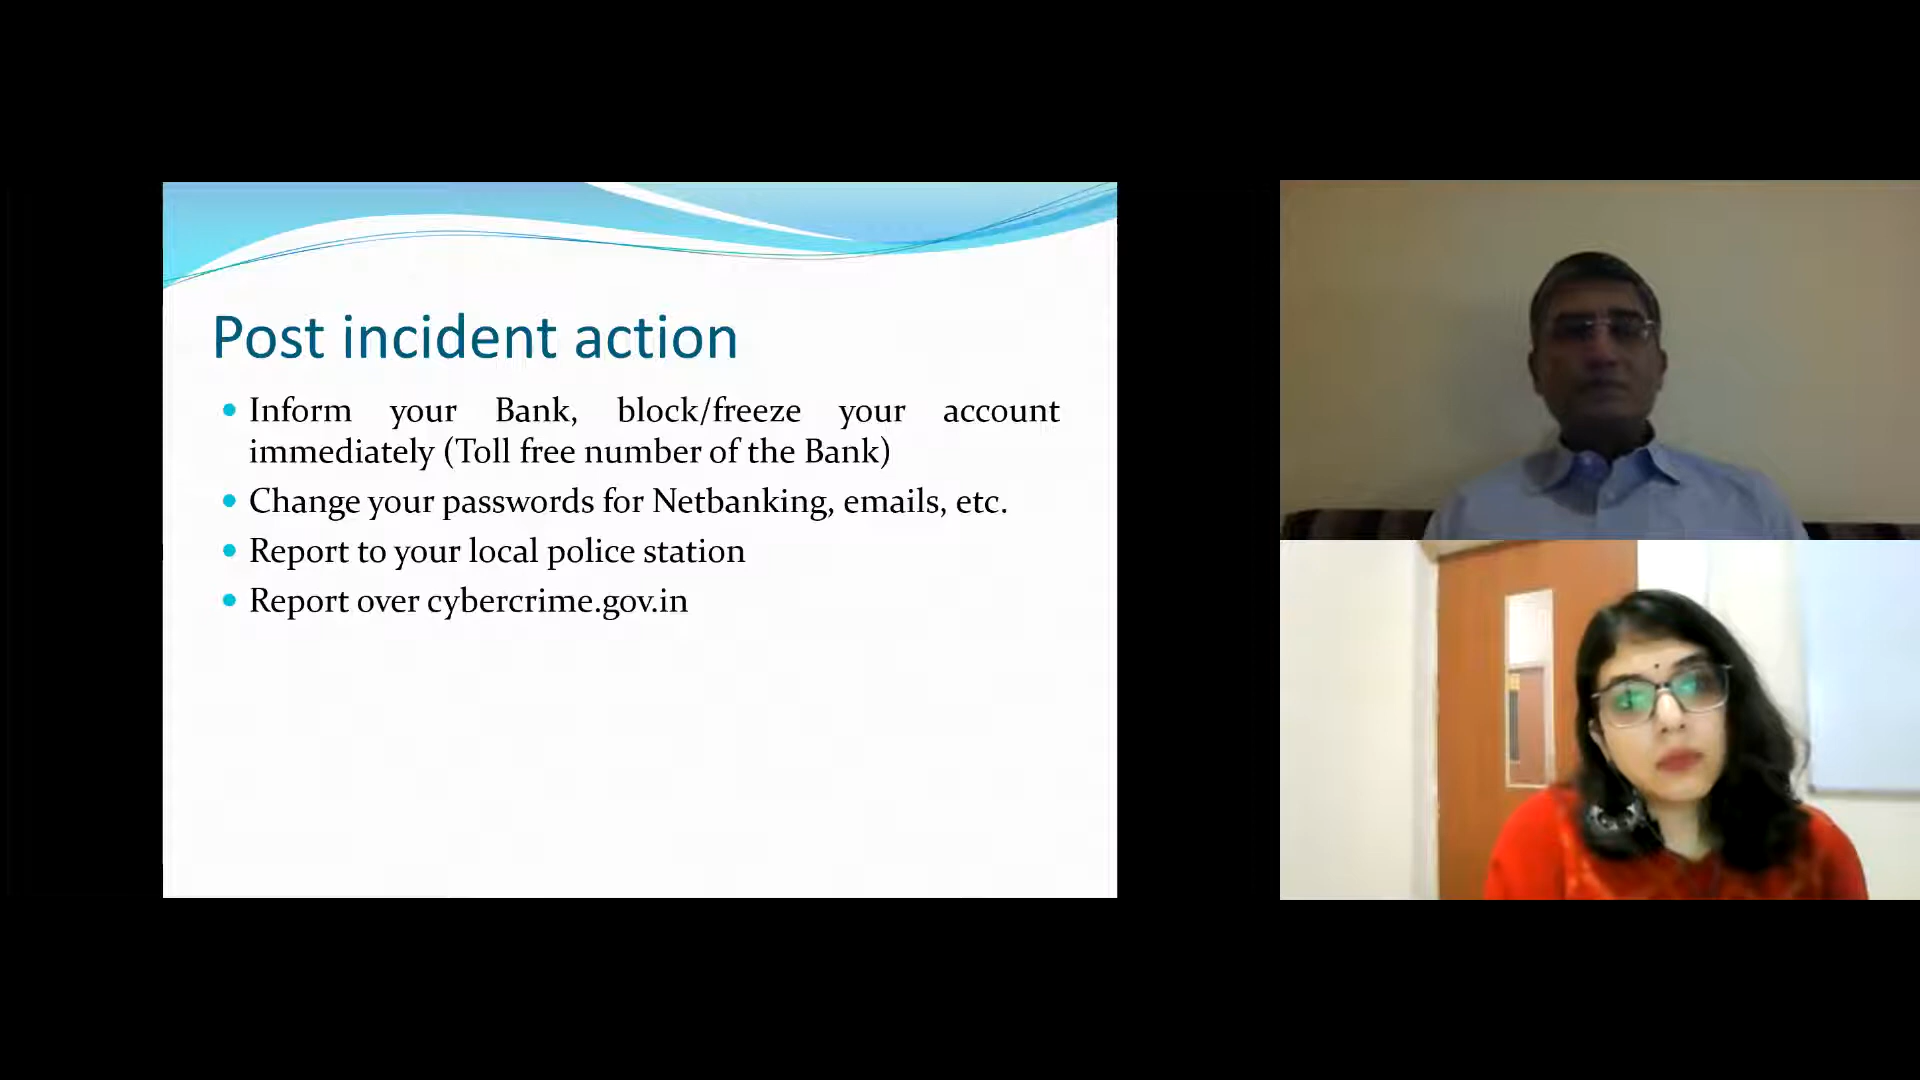 Post incident action
Inform your Bank, block/freeze your account
immediately (Toll free number of the Bank)
Change your passwords for Netbanking, emails, etc.
Report to your local police station
Report over cybercrime.gov.in